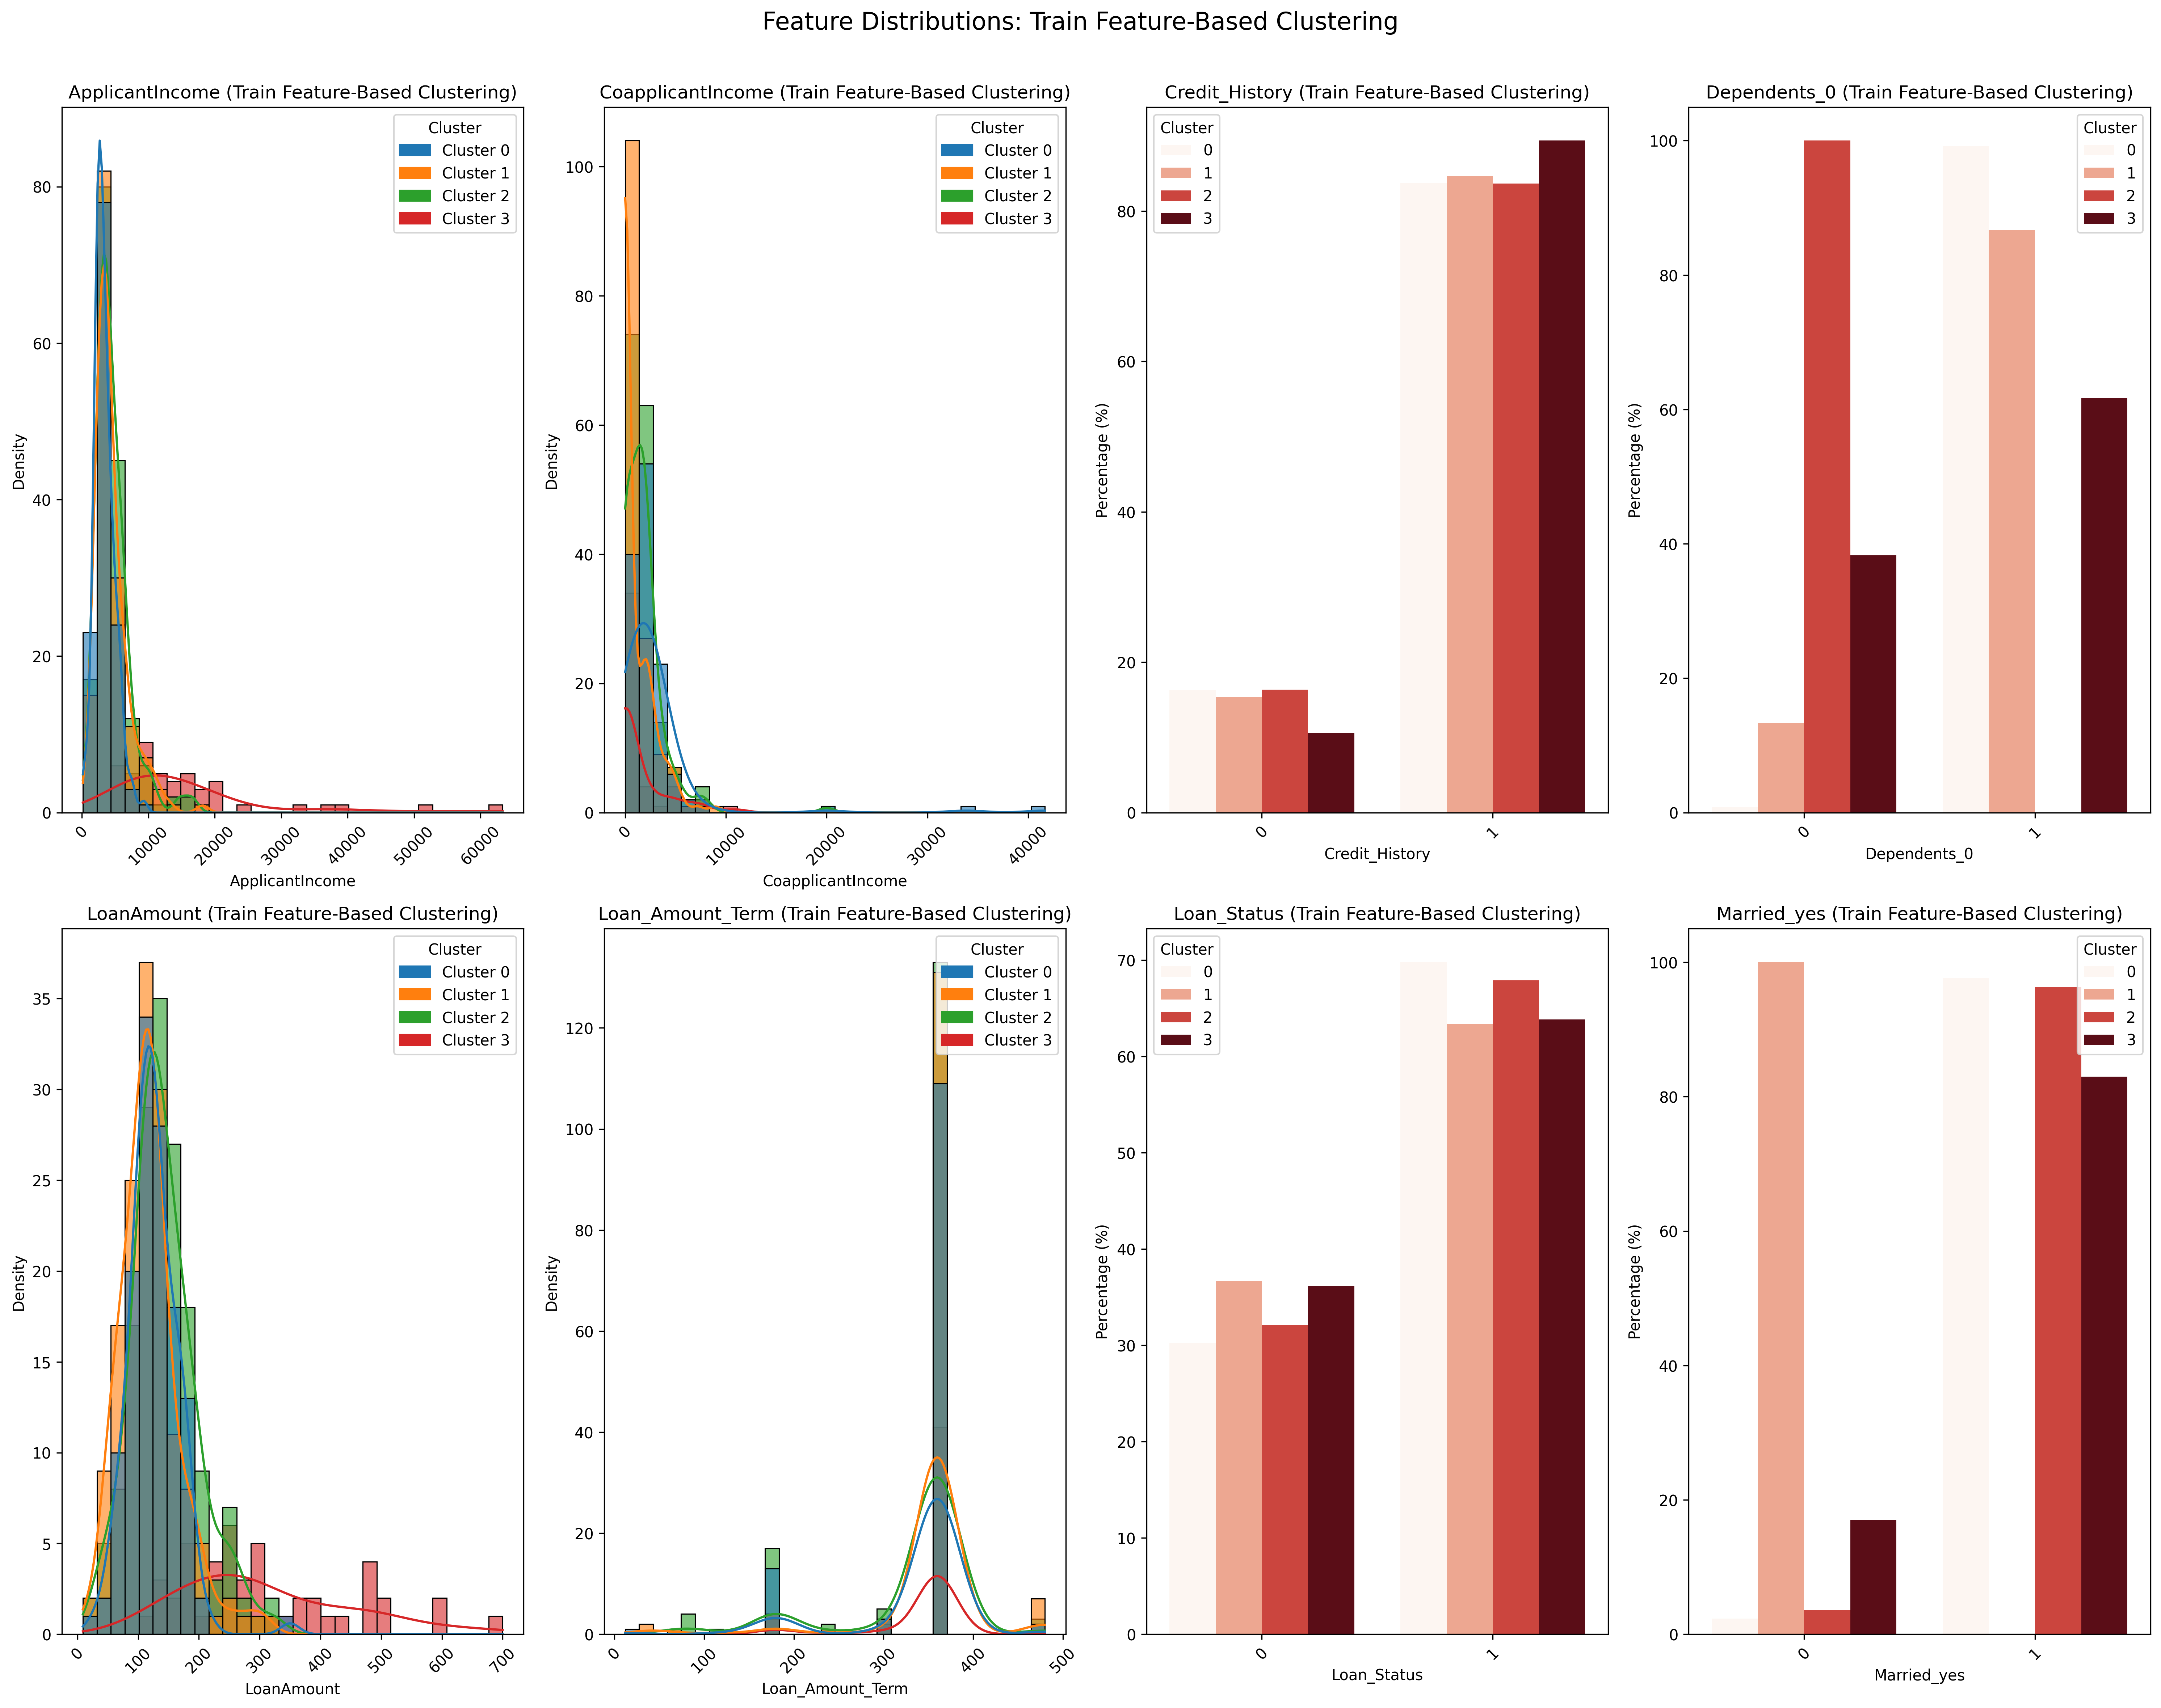 Feature Distributions: Train Feature-Based Clustering
ApplicantIncome (Train Feature-Based Clustering)
Density
80
60
40
20
0
Cluster
Cluster 0
Cluster 1
Cluster 2
Cluster 3
0
10000
20000
30000
40000
50000
60000
ApplicantIncome
CoapplicantIncome (Train Feature-Based Clustering)
Density
100
80
60
40
20
0
Cluster
Cluster 0
Cluster 1
Cluster 2
Cluster 3
0
10000
20000
30000
40000
CoapplicantIncome
Credit_History (Train Feature-Based Clustering)
Percentage (%)
80
60
40
20
0
Cluster
0
1
2
3
0
1
Credit_History
Dependents_0 (Train Feature-Based Clustering)
Percentage (%)
100
80
60
40
20
0
Cluster
0
1
2
3
0
1
Dependents_0
LoanAmount (Train Feature-Based Clustering)
Density
35
30
25
20
15
10
5
0
Cluster
Cluster 0
Cluster 1
Cluster 2
Cluster 3
0
100
200
300
400
500
600
700
LoanAmount
Loan_Amount_Term (Train Feature-Based Clustering)
Density
120
100
80
60
40
20
0
Cluster
Cluster 0
Cluster 1
Cluster 2
Cluster 3
0
100
200
300
400
500
Loan_Amount_Term
Loan_Status (Train Feature-Based Clustering)
Percentage (%)
70
60
50
40
30
20
10
0
Cluster
0
1
2
3
0
1
Loan_Status
Married_yes (Train Feature-Based Clustering)
Percentage (%)
100
80
60
40
20
0
Cluster
0
1
2
3
0
1
Married_yes